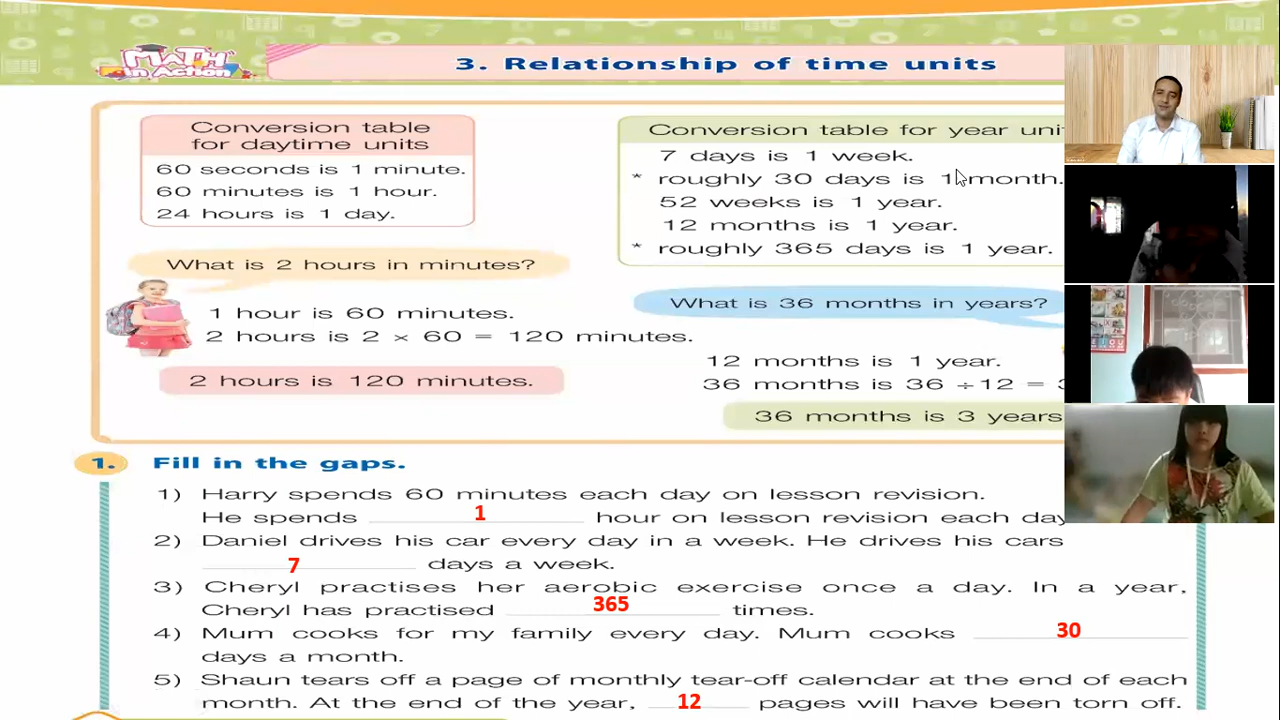 MATH
in Action
3. Relationship of time units
Conversion table
for daytime units
60 seconds is 1 minute.
60 minutes is 1 hour.
24 hours is 1 day.
Conversion table for year uni
7 days is 1 week.
* roughly 30 days is 1 month.
52 weeks is 1 year.
12 months is 1 year.
* roughly 365 days is 1 year.
What is 2 hours in minutes?
1 hour is 60 minutes.
2 hours is 2 × 60 = 120 minutes.
2 hours is 120 minutes.
What is 36 months in years?
12 months is 1 year.
36 months is 36 ÷12 = 3
36 months is 3 years
1. Fill in the gaps.
1) Harry spends 60 minutes each day on lesson revision.
He spends 1 hour on lesson revision each day
2) Daniel drives his car every day in a week. He drives his cars
7 days a week.
3) Cheryl practises her aerobic exercise once a day. In a year,
Cheryl has practised 365 times.
4) Mum cooks for my family every day. Mum cooks 30
days a month.
5) Shaun tears off a page of monthly tear-off calendar at the end of each
month. At the end of the year, 12 pages will have been torn off.